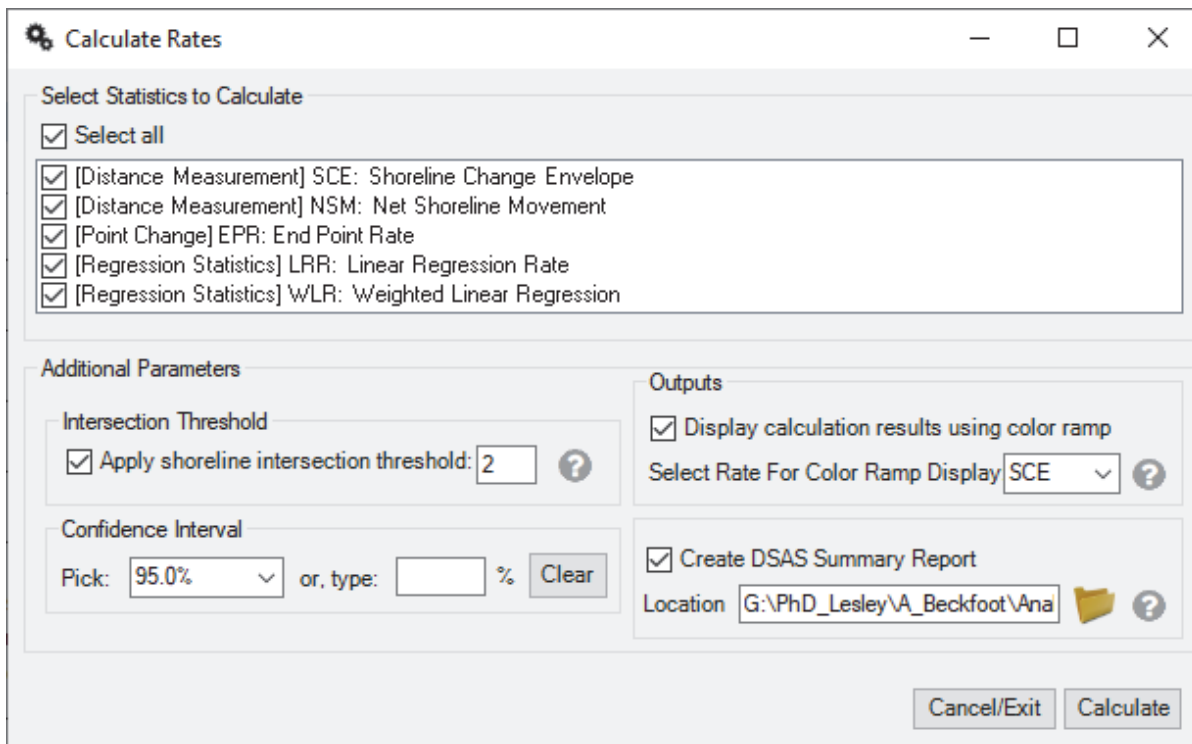 Calculate Rates
Select Statistics to Calculate
Select all
[Distance Measurement] SCE: Shoreline Change Envelope
[Distance Measurement] NSM: Net Shoreline Movement
[Point Change] EPR: End Point Rate
[Regression Statistics] LRR: Linear Regression Rate
[Regression Statistics] WLR: Weighted Linear Regression
Additional Parameters
Intersection Threshold
Apply shoreline intersection threshold: 2 ?
Confidence Interval
Pick: 95.0% or, type: % Clear
Outputs
Display calculation results using color ramp
Select Rate For Color Ramp Display SCE ?
Create DSAS Summary Report
Location G:\PhD_Lesley\A_Beckfoot\Anal ?
Cancel/Exit Calculate